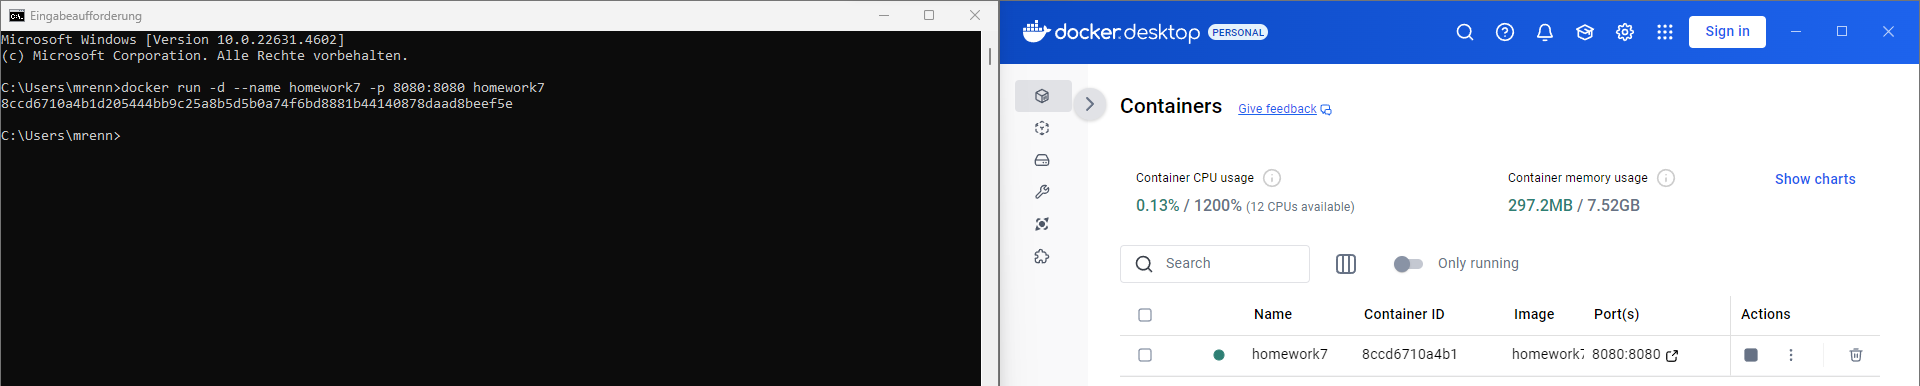 Eingabeaufforderung
Microsoft Windows [Version 10.0.22631.4602]
(c) Microsoft Corporation. Alle Rechte vorbehalten.
C:\Users\mrenn>docker run -d --name homework7 -p 8080:8080 homework7
8ccd6710a4b1d205444bb9c25a8b5d5b0a74f6bd8881b44140878daad8beef5e
C:\Users\mrenn>
docker.desktop PERSONAL
Sign in
Containers Give feedback
Container CPU usage
0.13% / 1200% (12 CPUs available)
Container memory usage
297.2MB / 7.52GB
Show charts
Search
Only running
Name Container ID Image Port(s) Actions
homework7 8ccd6710a4b1 homework7 8080:8080